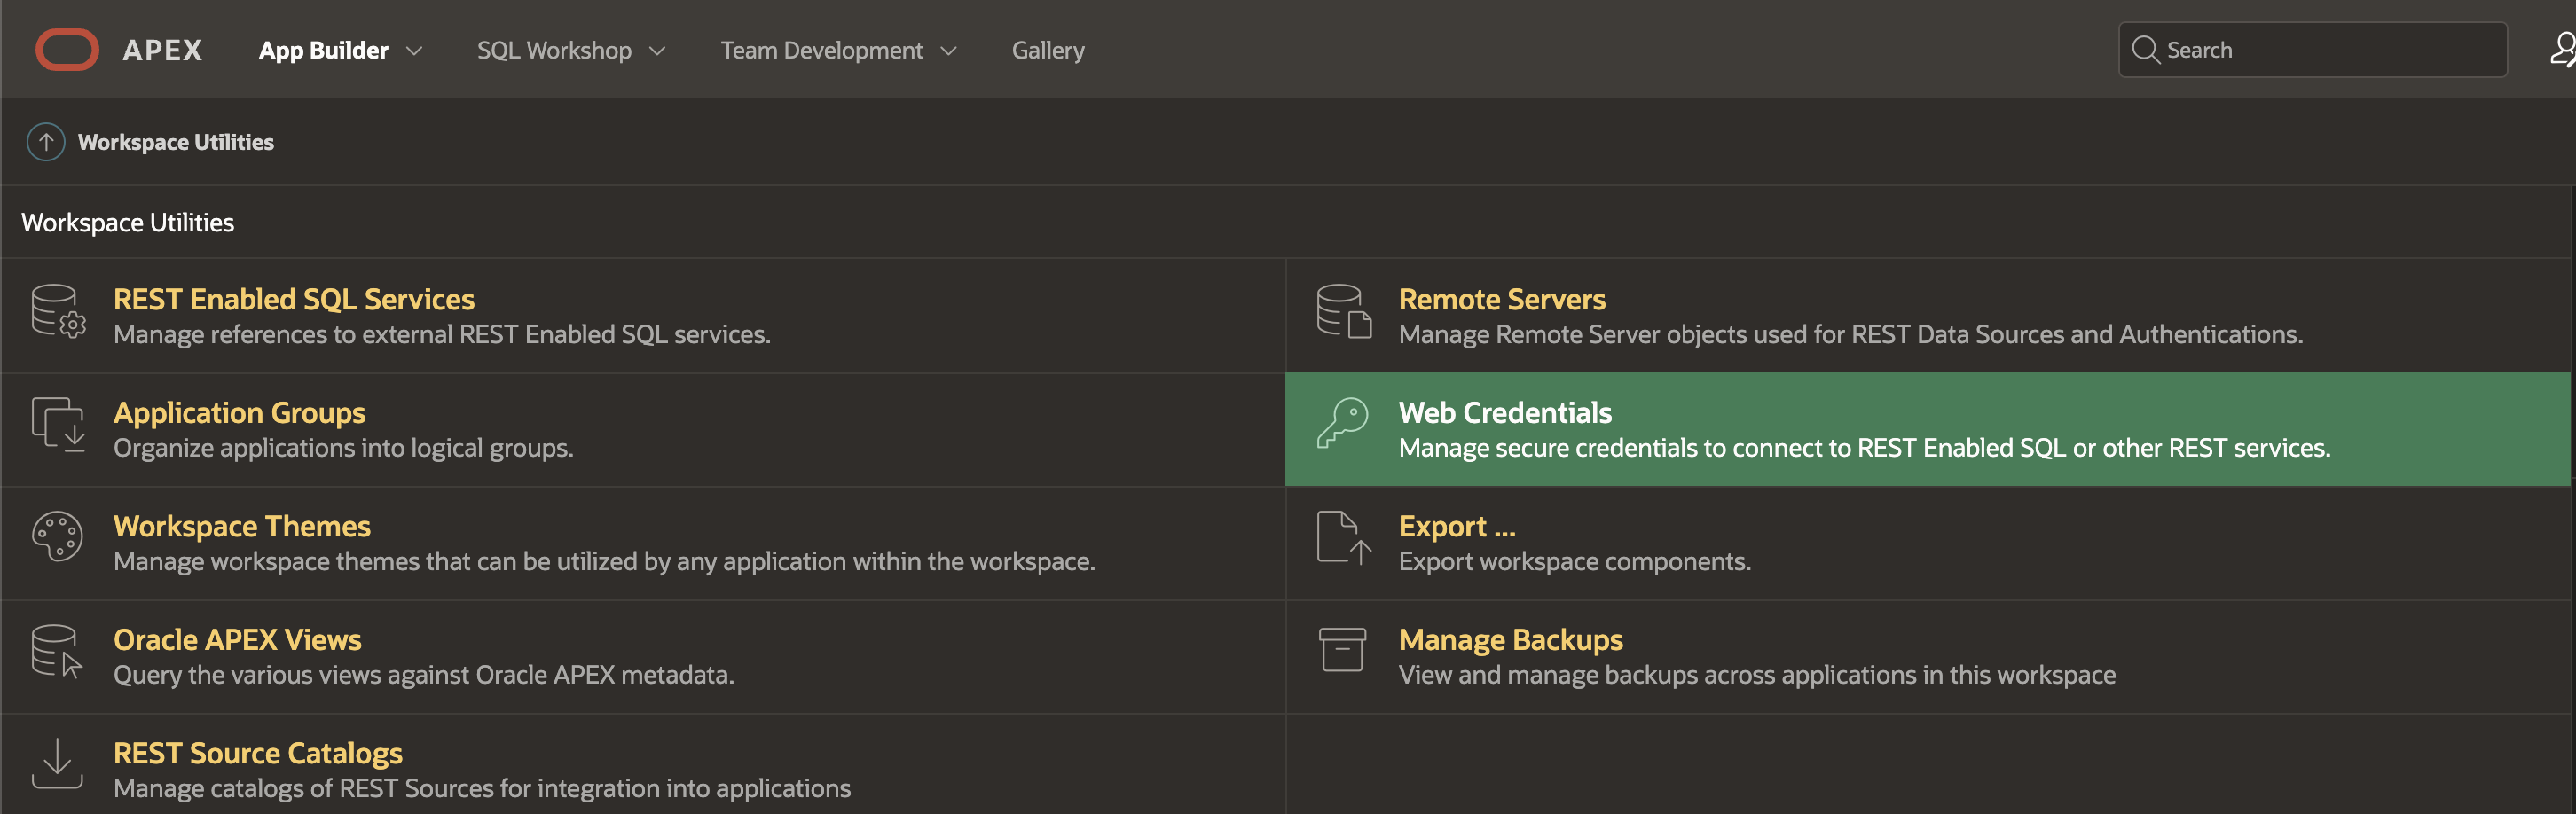 APEX App Builder SQL Workshop Team Development Gallery Search
Workspace Utilities
Workspace Utilities
REST Enabled SQL Services
Manage references to external REST Enabled SQL services.
Remote Servers
Manage Remote Server objects used for REST Data Sources and Authentications.
Application Groups
Organize applications into logical groups.
Web Credentials
Manage secure credentials to connect to REST Enabled SQL or other REST services.
Workspace Themes
Manage workspace themes that can be utilized by any application within the workspace.
Export ...
Export workspace components.
Oracle APEX Views
Query the various views against Oracle APEX metadata.
Manage Backups
View and manage backups across applications in this workspace
REST Source Catalogs
Manage catalogs of REST Sources for integration into applications